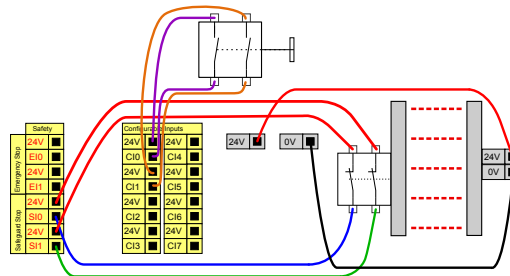 Safety
Emergency Stop
24V
EI0
24V
EI1
Safeguard Stop
24V
SI0
24V
SI1
Configurable Inputs
24V 24V
CI0 CI4
24V 24V
CI1 CI5
24V 24V
CI2 CI6
24V 24V
CI3 CI7
24V
0V
24V
0V